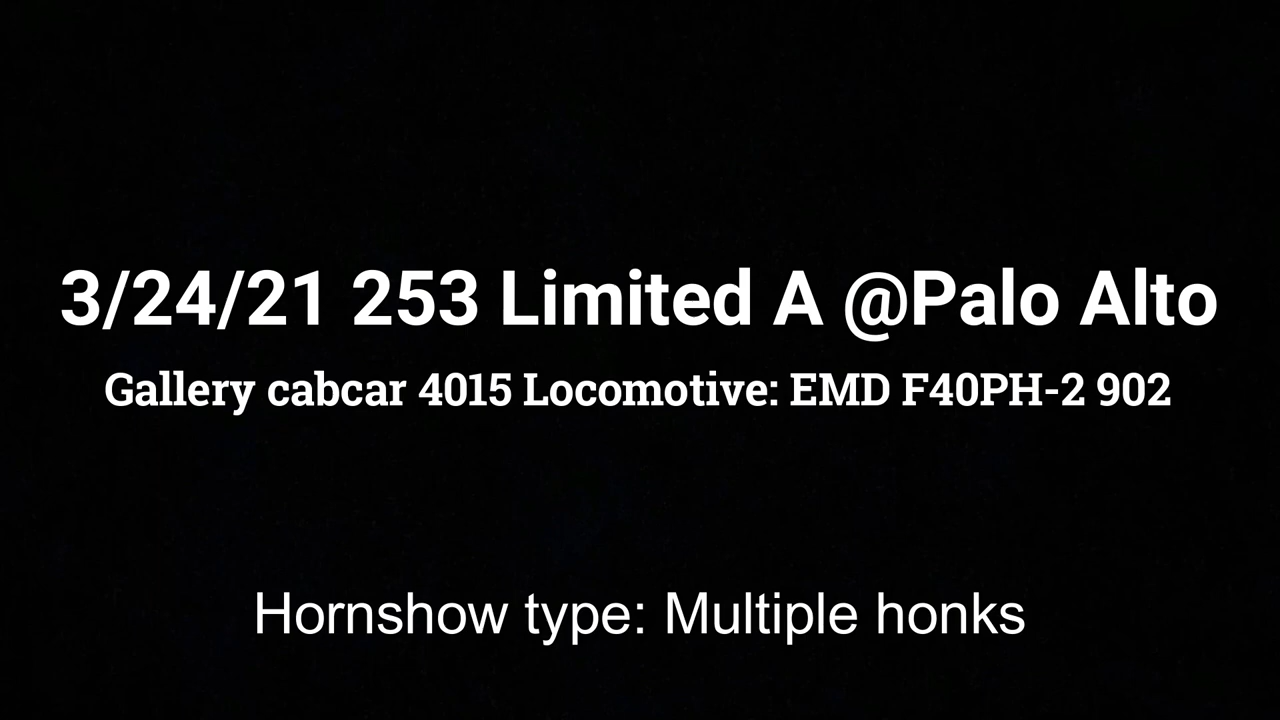 3/24/21 253 Limited A @Palo Alto
Gallery cabcar 4015 Locomotive: EMD F40PH-2 902
Hornshow type: Multiple honks